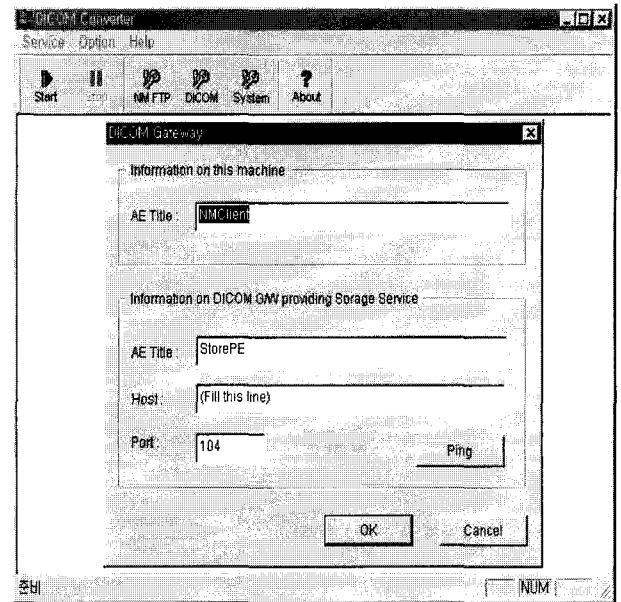 DICOM Converter
Service Option Help
Start Stop NM FTP DICOM System About
DICOM Gateway
Information on this machine
AE Title : NMClient
Information on DICOM G/W providing Sorage Service
AE Title : StorePE
Host : (Fill this line)
Port : 104 Ping
OK Cancel
준비 NUM